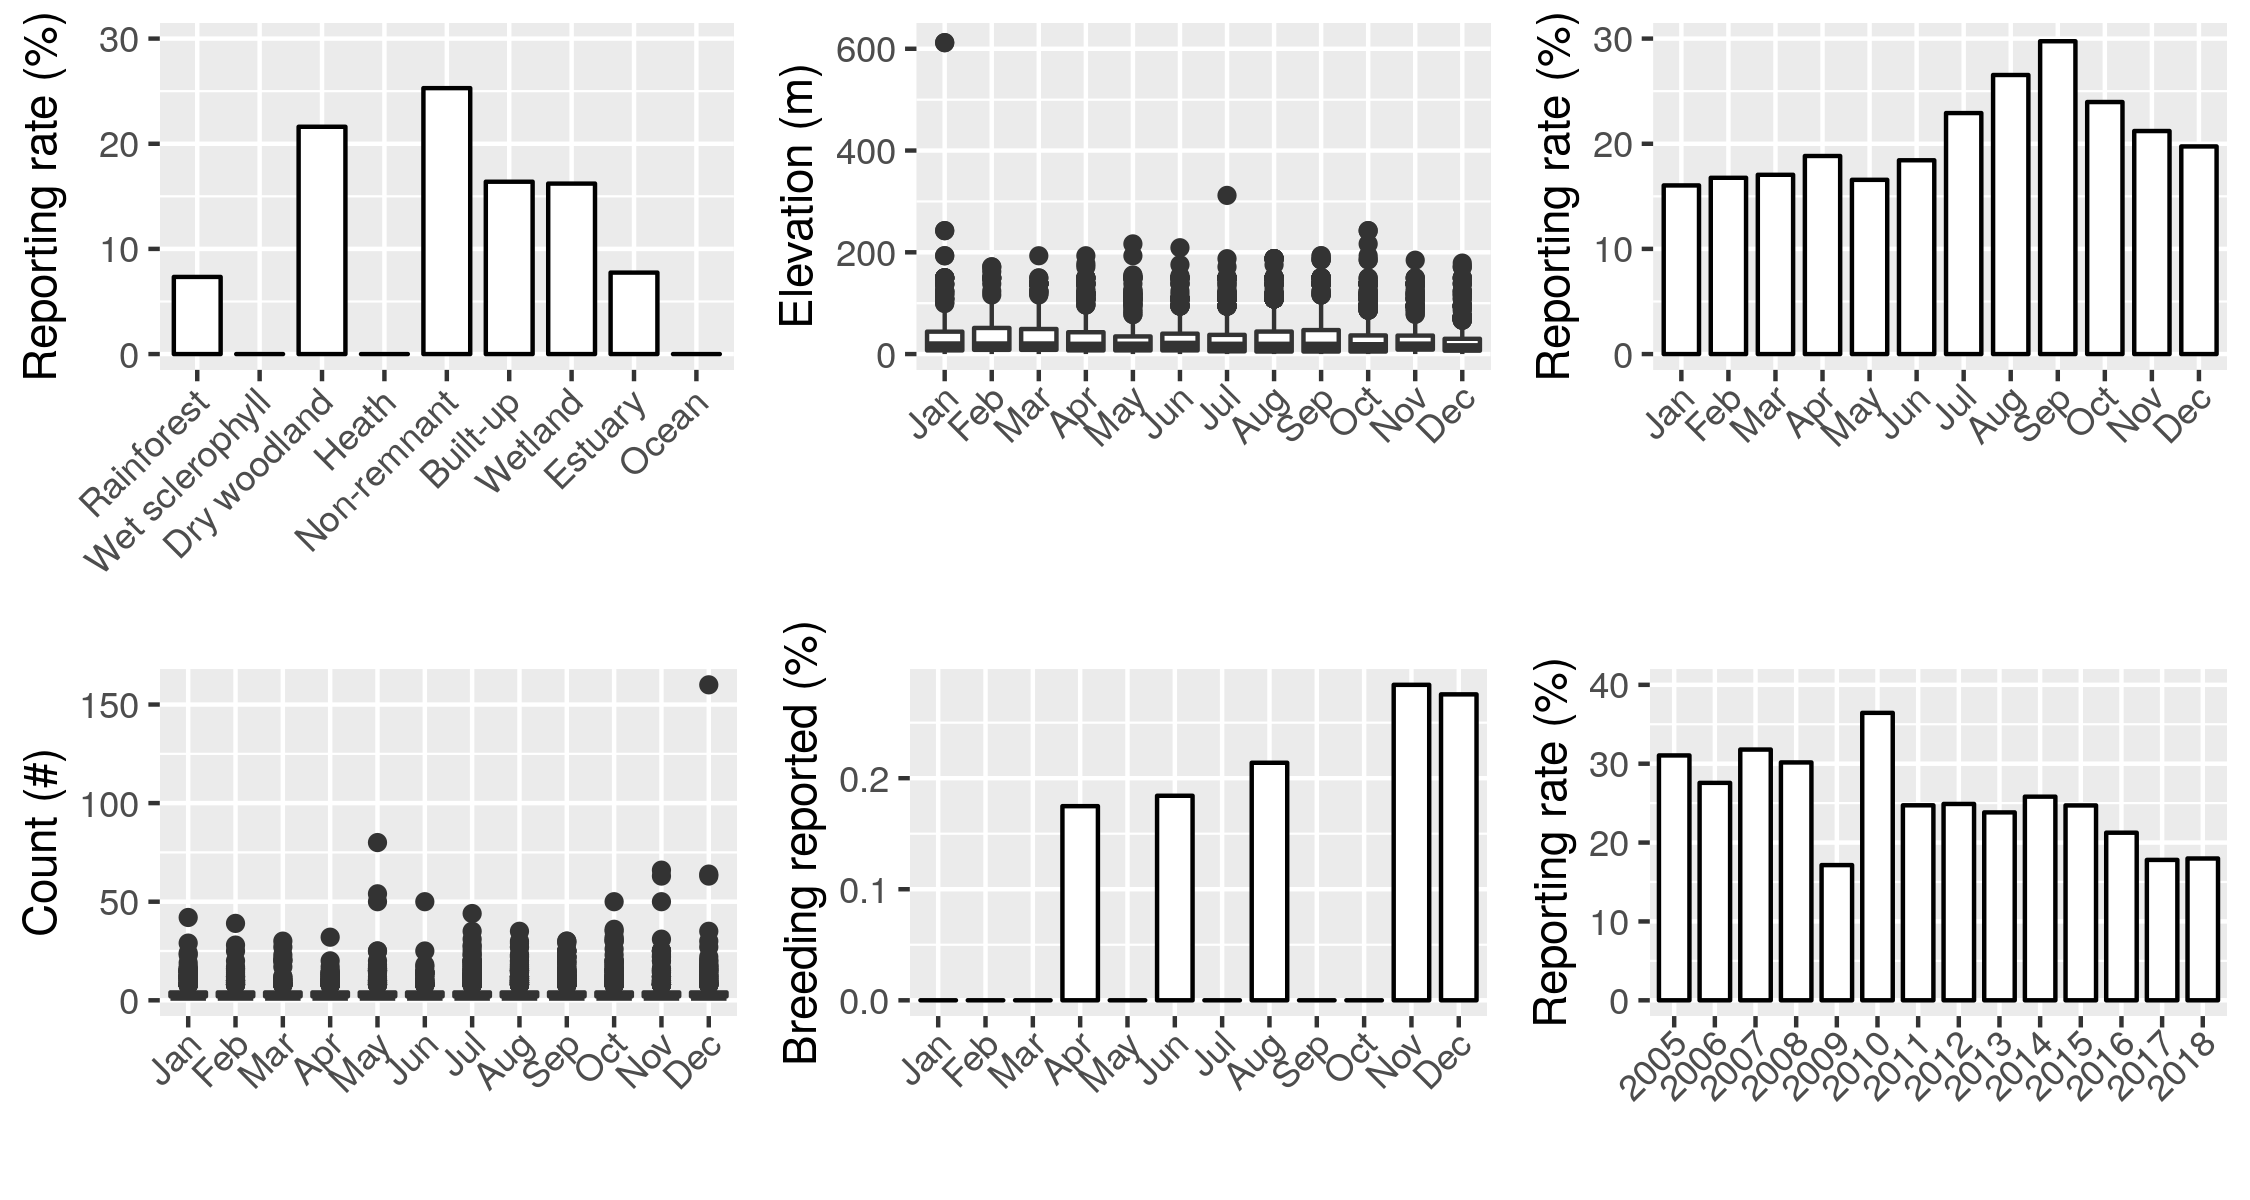 Reporting rate (%)
30
20
10
0
Rainforest
Wet sclerophyll
Dry woodland
Heath
Non-remnant
Built-up
Wetland
Estuary
Ocean
Elevation (m)
600
400
200
0
Jan
Feb
Mar
Apr
May
Jun
Jul
Aug
Sep
Oct
Nov
Dec
Reporting rate (%)
30
20
10
0
Jan
Feb
Mar
Apr
May
Jun
Jul
Aug
Sep
Oct
Nov
Dec
Count (#)
150
100
50
0
Jan
Feb
Mar
Apr
May
Jun
Jul
Aug
Sep
Oct
Nov
Dec
Breeding reported (%)
0.2
0.1
0.0
Jan
Feb
Mar
Apr
May
Jun
Jul
Aug
Sep
Oct
Nov
Dec
Reporting rate (%)
40
30
20
10
0
2005
2006
2007
2008
2009
2010
2011
2012
2013
2014
2015
2016
2017
2018